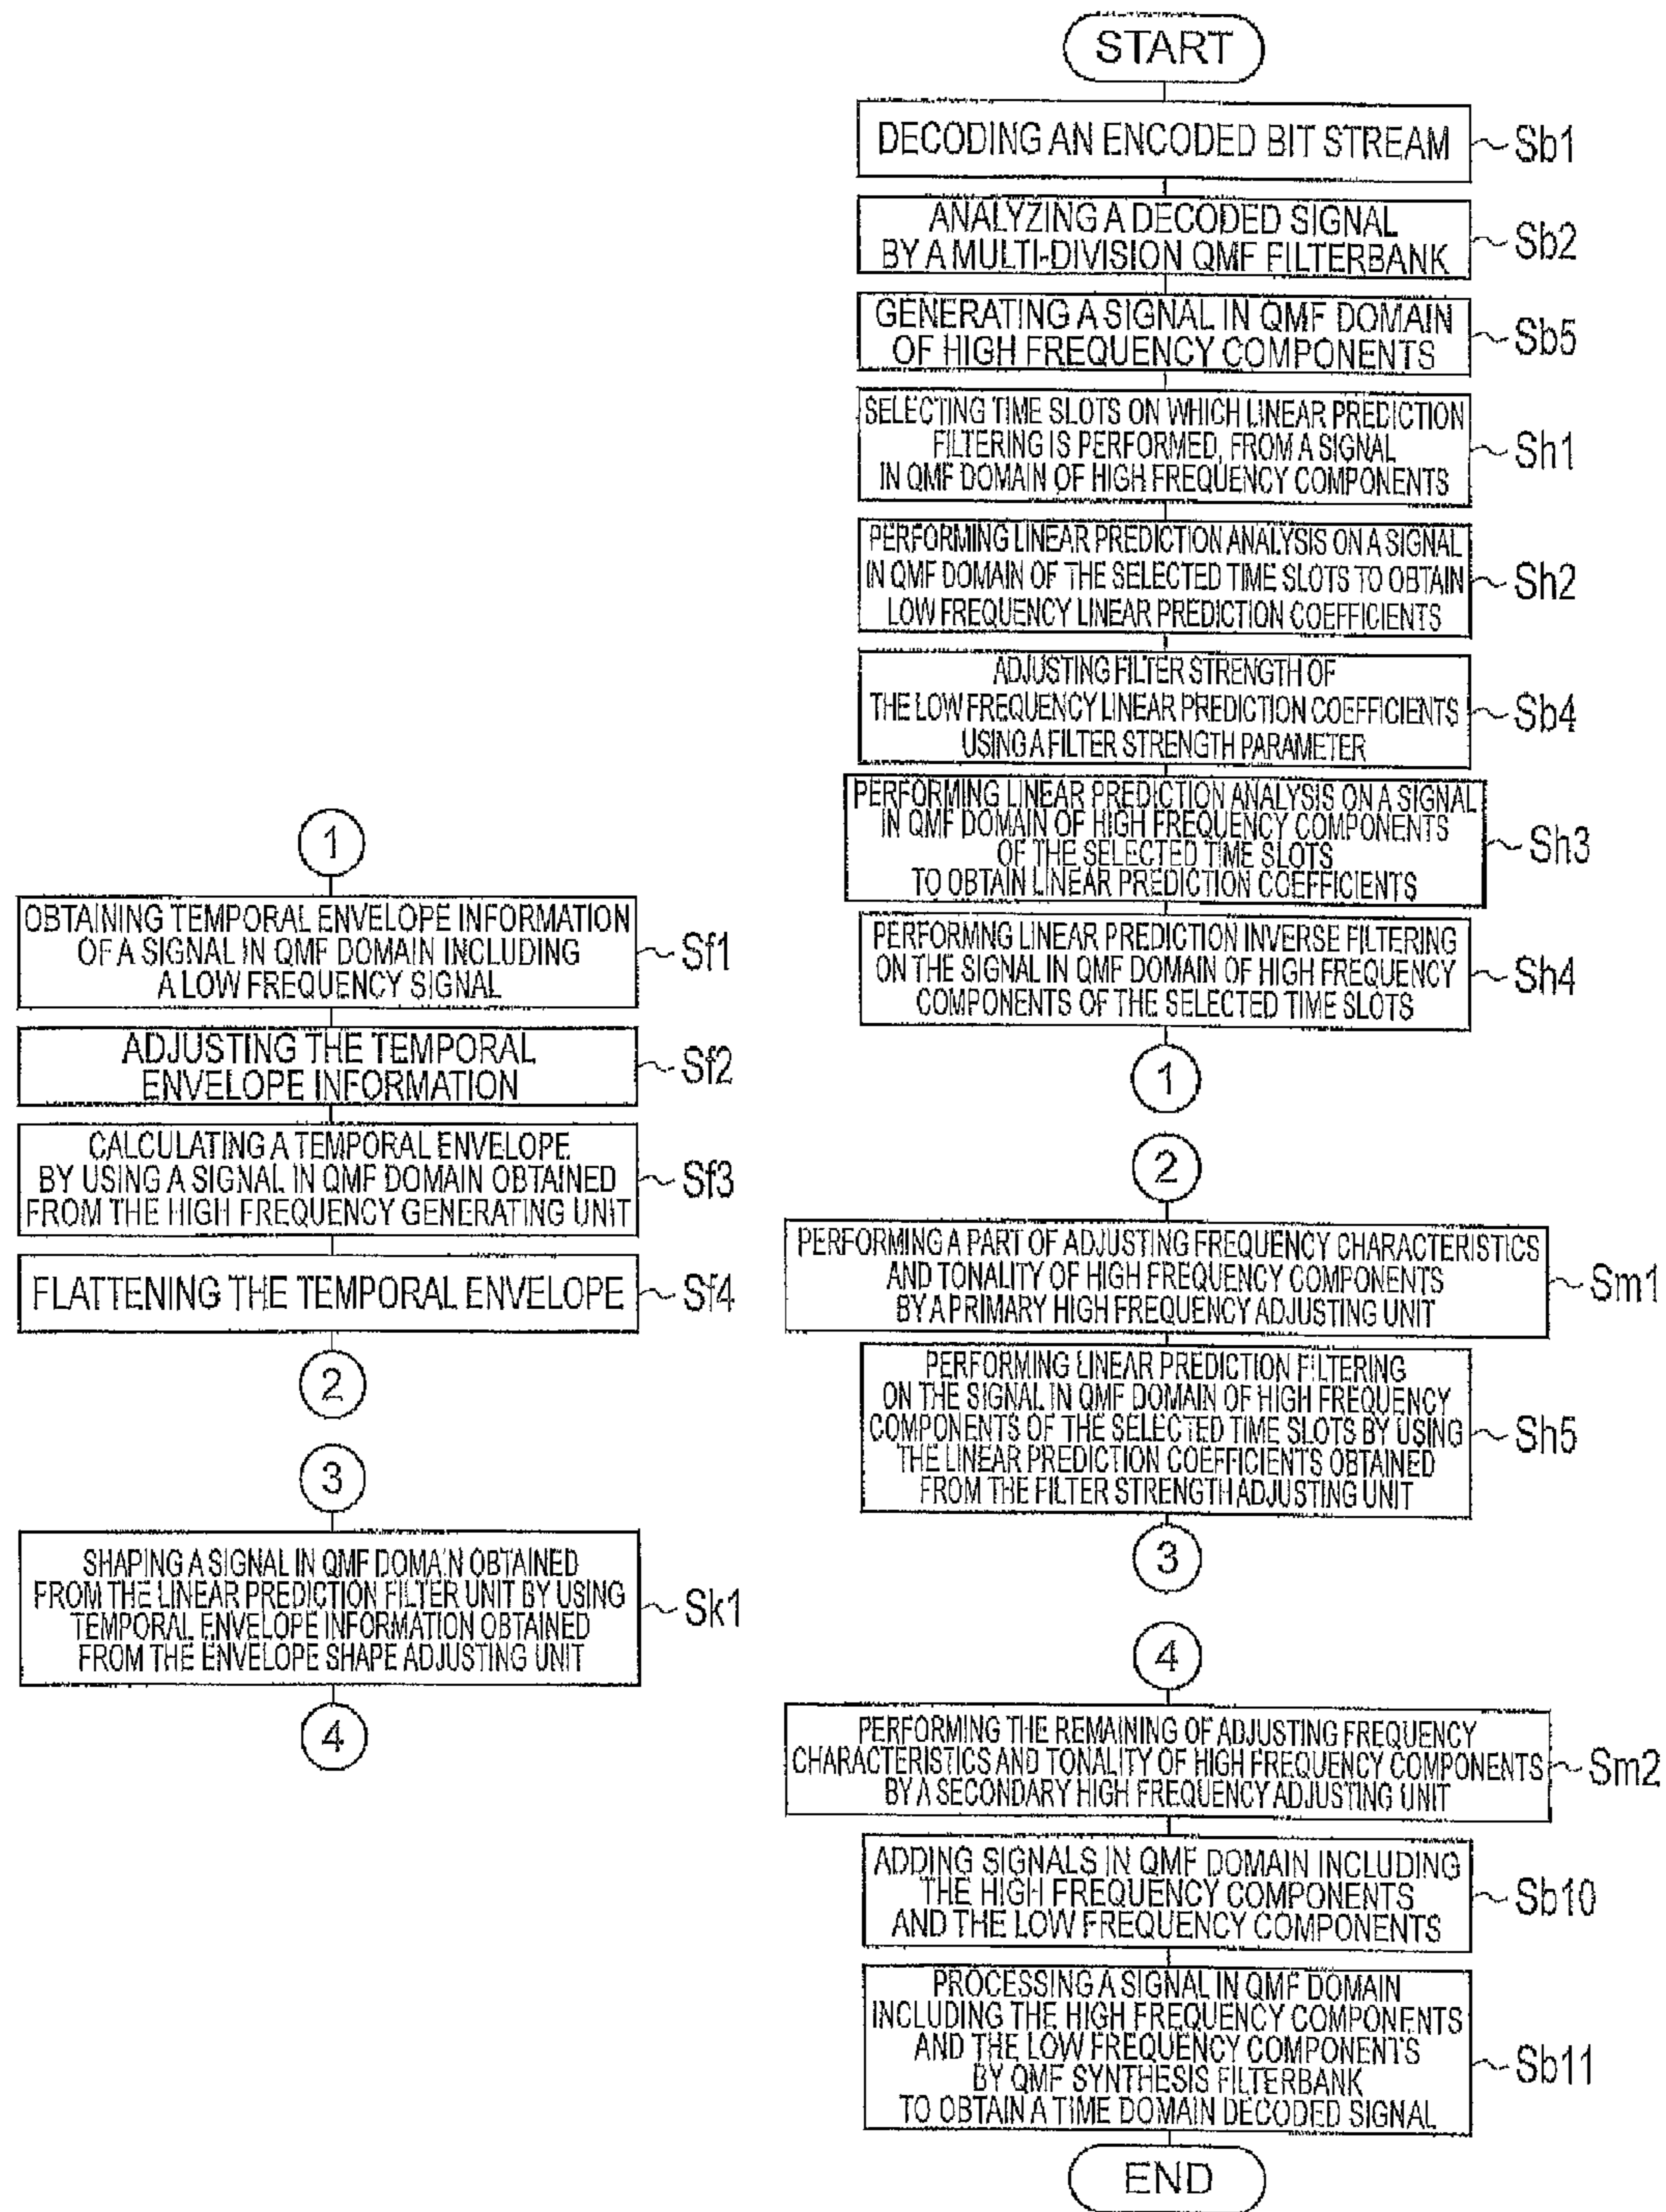 START
DECODING AN ENCODED BIT STREAM
Sb1
ANALYZING A DECODED SIGNAL
BY A MULTI-DIVISION QMF FILTERBANK
Sb2
GENERATING A SIGNAL IN QMF DOMAIN
OF HIGH FREQUENCY COMPONENTS
Sb5
SELECTING TIME SLOTS ON WHICH LINEAR PREDICTION
FILTERING IS PERFORMED, FROM A SIGNAL
IN QMF DOMAIN OF HIGH FREQUENCY COMPONENTS
Sh1
PERFORMING LINEAR PREDICTION ANALYSIS ON A SIGNAL
IN QMF DOMAIN OF THE SELECTED TIME SLOTS TO OBTAIN
LOW FREQUENCY LINEAR PREDICTION COEFFICIENTS
Sh2
ADJUSTING FILTER STRENGTH OF
THE LOW FREQUENCY LINEAR PREDICTION COEFFICIENTS
USING A FILTER STRENGTH PARAMETER
Sb4
PERFORMING LINEAR PREDICTION ANALYSIS ON A SIGNAL
IN QMF DOMAIN OF HIGH FREQUENCY COMPONENTS
OF THE SELECTED TIME SLOTS
TO OBTAIN LINEAR PREDICTION COEFFICIENTS
Sh3
PERFORMNG LINEAR PREDICTION INVERSE FILTERING
ON THE SIGNAL IN QMF DOMAIN OF HIGH FREQUENCY
COMPONENTS OF THE SELECTED TIME SLOTS
Sh4
1
1
OBTAINING TEMPORAL ENVELOPE INFORMATION
OF A SIGNAL IN QMF DOMAIN INCLUDING
A LOW FREQUENCY SIGNAL
Sf1
ADJUSTING THE TEMPORAL
ENVELOPE INFORMATION
Sf2
CALCULATING A TEMPORAL ENVELOPE
BY USING A SIGNAL IN QMF DOMAIN OBTAINED
FROM THE HIGH FREQUENCY GENERATING UNIT
Sf3
FLATTENING THE TEMPORAL ENVELOPE
Sf4
2
2
PERFORMING A PART OF ADJUSTING FREQUENCY CHARACTERISTICS
AND TONALITY OF HIGH FREQUENCY COMPONENTS
BY A PRIMARY HIGH FREQUENCY ADJUSTING UNIT
Sm1
PERFORMING LINEAR PREDICTION FILTERING
ON THE SIGNAL IN QMF DOMAIN OF HIGH FREQUENCY
COMPONENTS OF THE SELECTED TIME SLOTS BY USING
THE LINEAR PREDICTION COEFFICIENTS OBTAINED
FROM THE FILTER STRENGTH ADJUSTING UNIT
Sh5
3
3
SHAPING A SIGNAL IN QMF DOMAIN OBTAINED
FROM THE LINEAR PREDICTION FILTER UNIT BY USING
TEMPORAL ENVELOPE INFORMATION OBTAINED
FROM THE ENVELOPE SHAPE ADJUSTING UNIT
Sk1
4
4
PERFORMING THE REMAINING OF ADJUSTING FREQUENCY
CHARACTERISTICS AND TONALITY OF HIGH FREQUENCY COMPONENTS
BY A SECONDARY HIGH FREQUENCY ADJUSTING UNIT
Sm2
ADDING SIGNALS IN QMF DOMAIN INCLUDING
THE HIGH FREQUENCY COMPONENTS
AND THE LOW FREQUENCY COMPONENTS
Sb10
PROCESSING A SIGNAL IN QMF DOMAIN
INCLUDING THE HIGH FREQUENCY COMPONENTS
AND THE LOW FREQUENCY COMPONENTS
BY QMF SYNTHESIS FILTERBANK
TO OBTAIN A TIME DOMAIN DECODED SIGNAL
Sb11
END